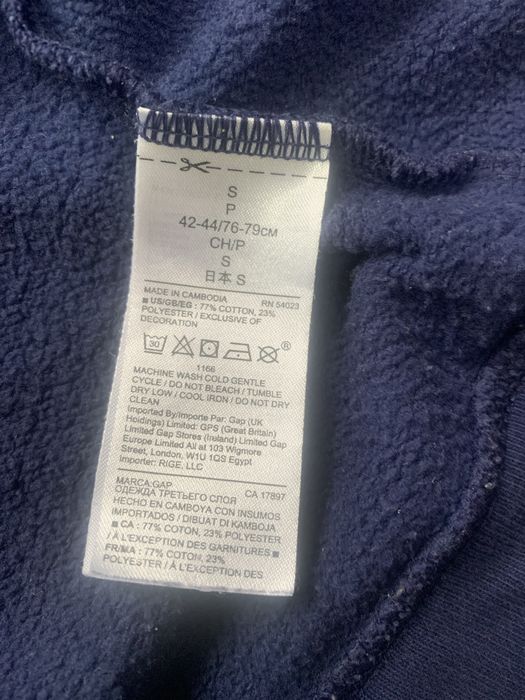 S
P
42-44/76-79см
CH/P
S
日本 S
MADE IN CAMBODIA RN 54023
■ US/GB/EG : 77% COTTON, 23%
POLYESTER / EXCLUSIVE OF
DECORATION
30 ®
1166
MACHINE WASH COLD GENTLE
CYCLE / DO NOT BLEACH / TUMBLE
DRY LOW / COOL IRON / DO NOT DRY
CLEAN
Imported By/Importe Par: Gap (UK
Holdings) Limited: GPS (Great Britain)
Limited Gap Stores (Ireland) Limited Gap
Europe Limited All at 103 Wigmore
Street, London, W1U 1QS Egypt
Importer: RIGE, LLC
MARCA:GAP CA 17897
ОДЕЖДА ТРЕТЬЕГО СЛОЯ
HECHO EN CAMBOYA CON INSUMOS
IMPORTADOS / DIBUAT DI KAMBOJA
■ CA : 77% COTON, 23% POLYESTER
/ À L'EXCEPTION DES GARNITURES ■
FR/MA : 77% COTON, 23%
POLYESTER / À L'EXCEPTION DES